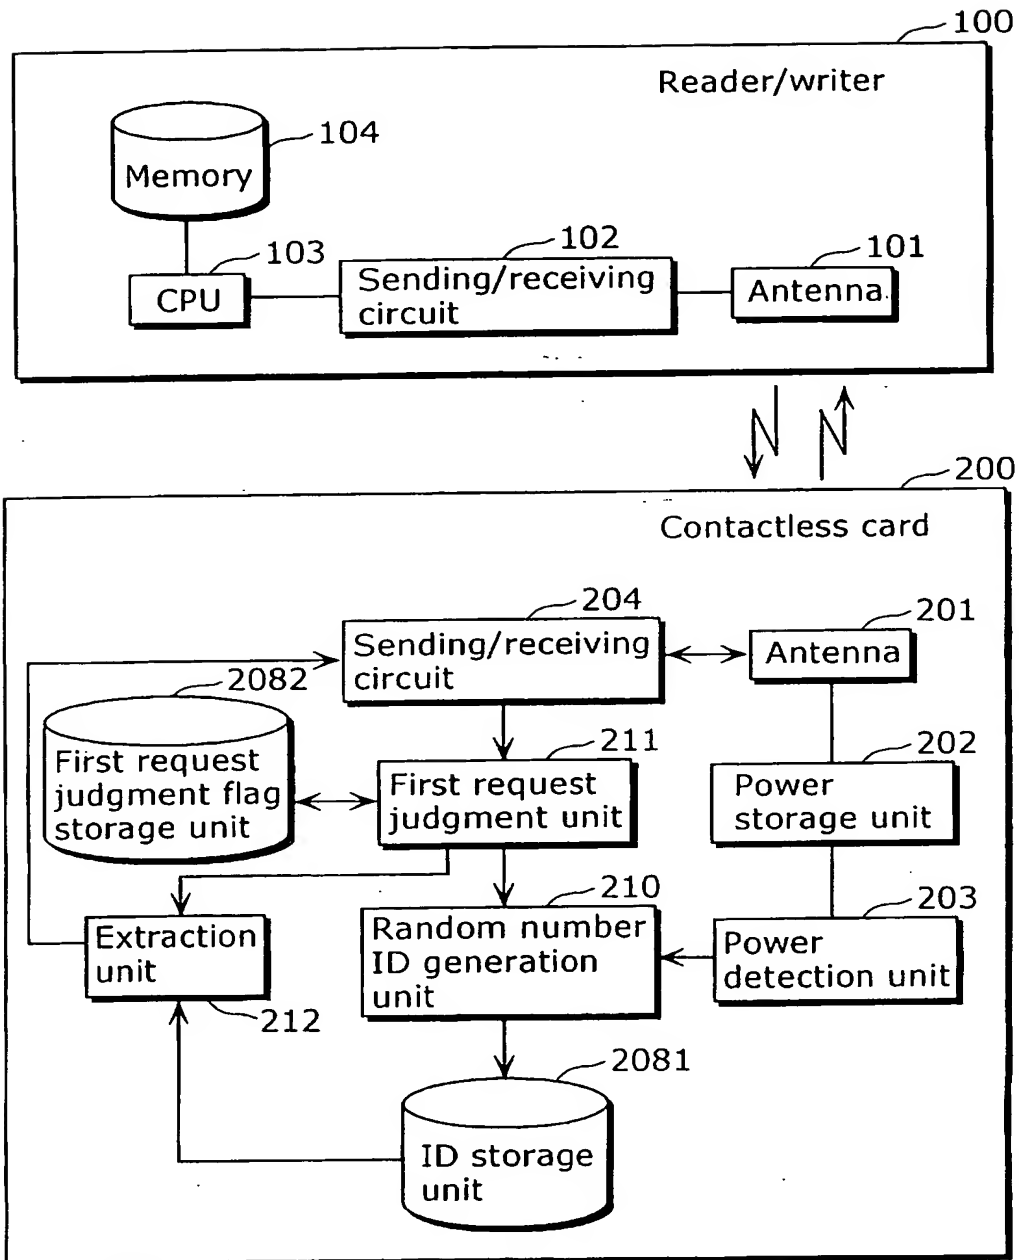 100
Reader/writer
104
Memory
103
CPU
102
Sending/receiving
circuit
101
Antenna
200
Contactless card
204
Sending/receiving
circuit
201
Antenna
2082
First request
judgment flag
storage unit
211
First request
judgment unit
202
Power
storage unit
210
Random number
ID generation
unit
203
Power
detection unit
Extraction
unit
212
2081
ID storage
unit